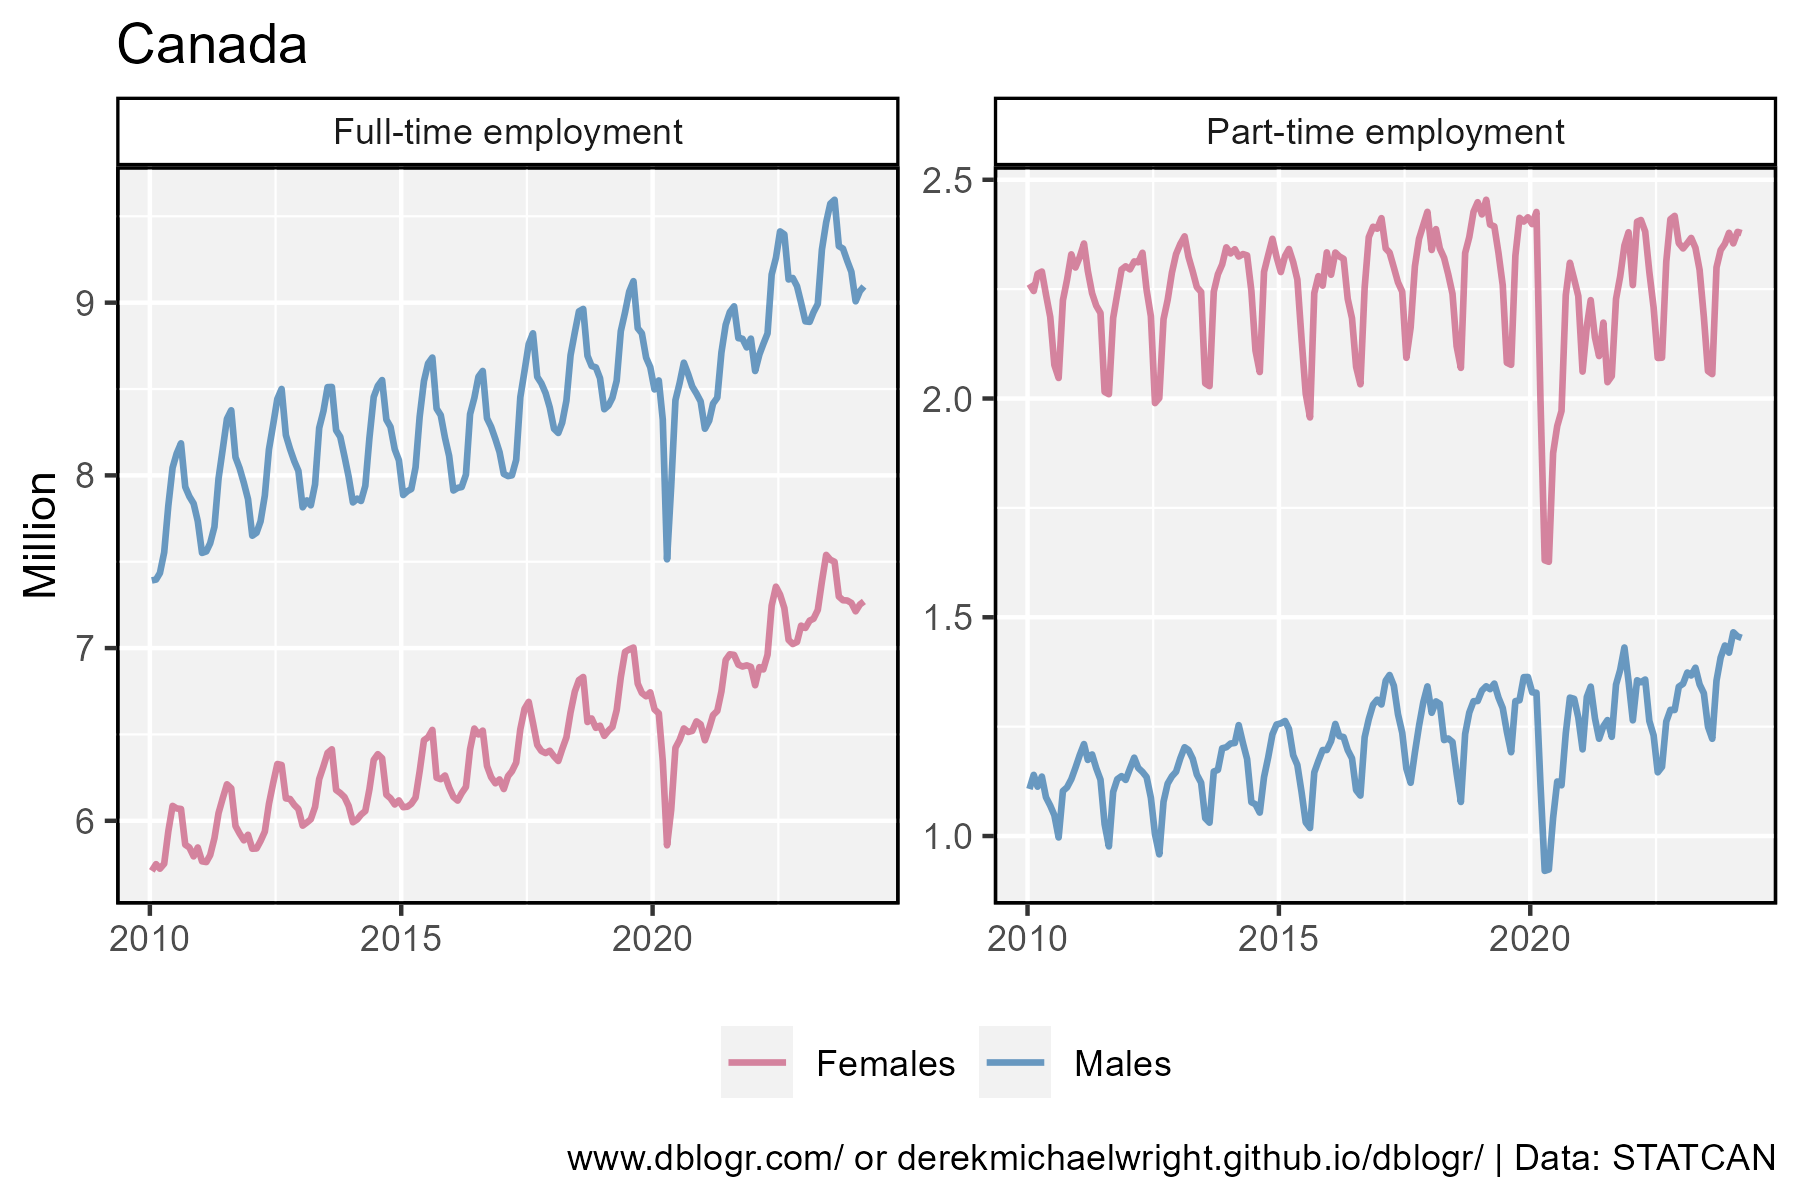 Canada
Full-time employment
Part-time employment
Million
9
8
7
6
2.5
2.0
1.5
1.0
2010 2015 2020
2010 2015 2020
Females Males
www.dblogr.com/ or derekmichaelwright.github.io/dblogr/ | Data: STATCAN